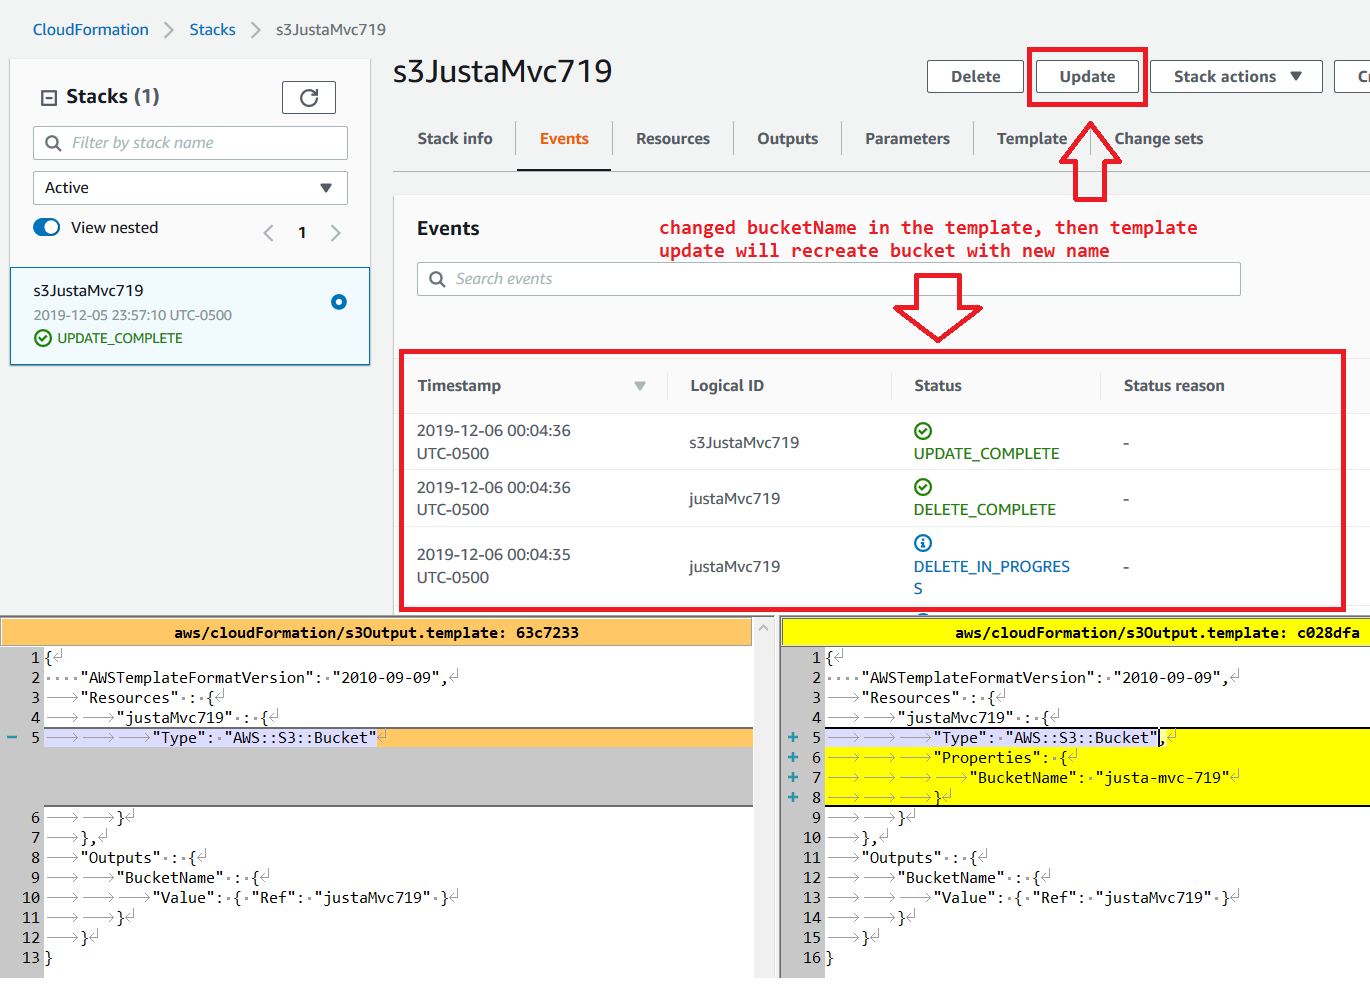 CloudFormation > Stacks > s3JustaMvc719
Stacks (1)
Filter by stack name
Active
View nested
< 1 >
s3JustaMvc719
2019-12-05 23:57:10 UTC-0500
UPDATE_COMPLETE
s3JustaMvc719
Delete Update Stack actions
Stack info Events Resources Outputs Parameters Template Change sets
Events
changed bucketName in the template, then template
update will recreate bucket with new name
Search events
Timestamp Logical ID Status Status reason
2019-12-06 00:04:36
UTC-0500
s3JustaMvc719
UPDATE_COMPLETE
-
2019-12-06 00:04:36
UTC-0500
justaMvc719
DELETE_COMPLETE
-
2019-12-06 00:04:35
UTC-0500
justaMvc719
DELETE_IN_PROGRES
S
-
aws/cloudFormation/s3Output.template: 63c7233
1 {
2 "AWSTemplateFormatVersion": "2010-09-09",
3 "Resources" : {
4 "justaMvc719" : {
- 5 "Type": "AWS::S3::Bucket"
6 }
7 },
8 "Outputs" : {
9 "BucketName" : {
10 "Value": { "Ref": "justaMvc719" }
11 }
12 }
13 }
aws/cloudFormation/s3Output.template: c028dfa
1 {
2 "AWSTemplateFormatVersion": "2010-09-09",
3 "Resources" : {
4 "justaMvc719" : {
+ 5 "Type": "AWS::S3::Bucket",
+ 6 "Properties": {
+ 7 "BucketName": "justa-mvc-719"
+ 8 }
9 }
10 },
11 "Outputs" : {
12 "BucketName" : {
13 "Value": { "Ref": "justaMvc719" }
14 }
15 }
16 }